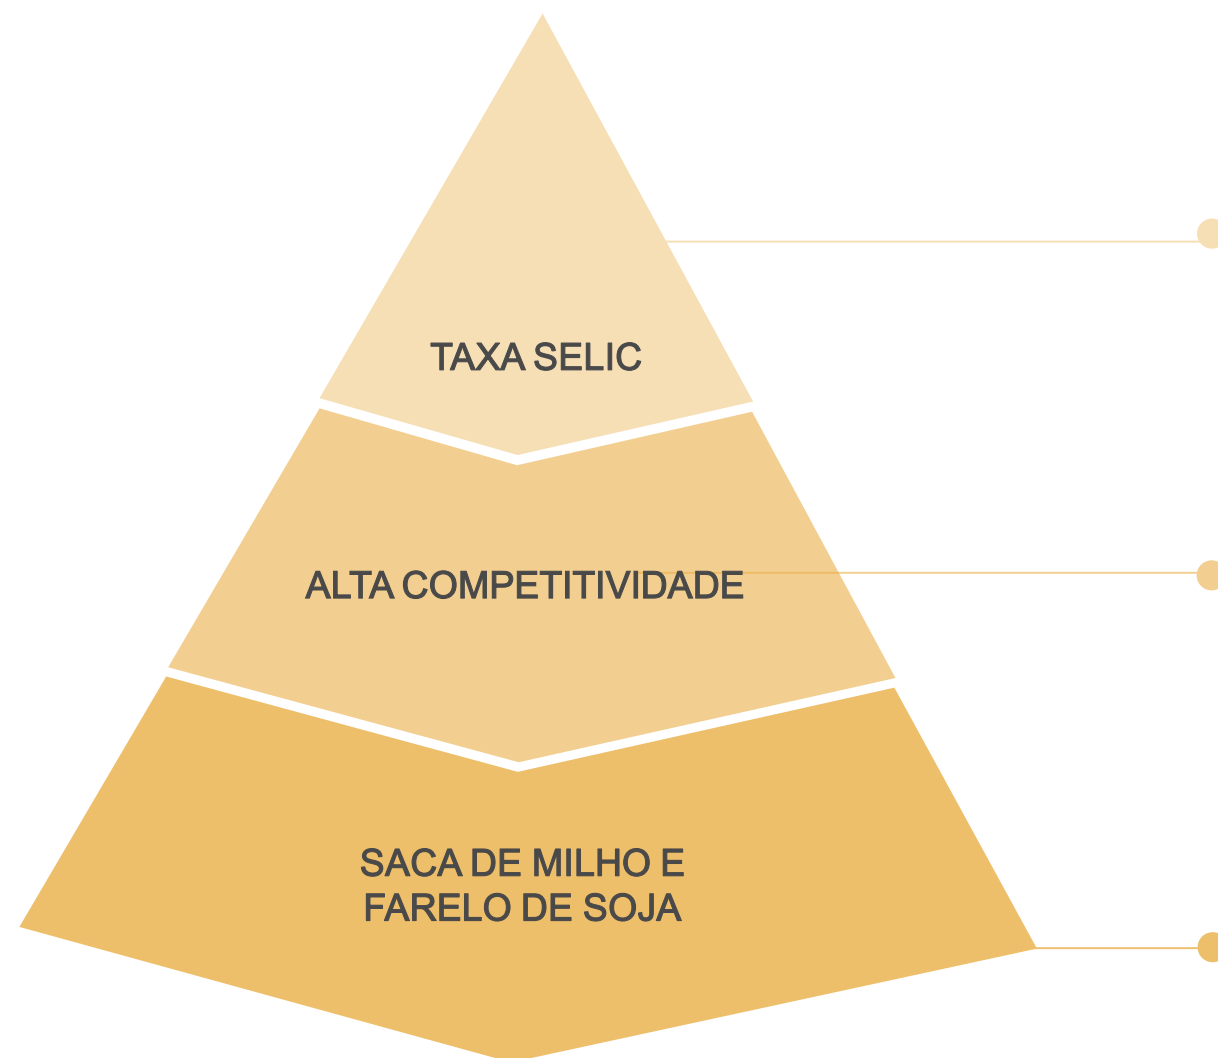 TAXA SELIC
ALTA COMPETITIVIDADE
SACA DE MILHO E
FARELO DE SOJA